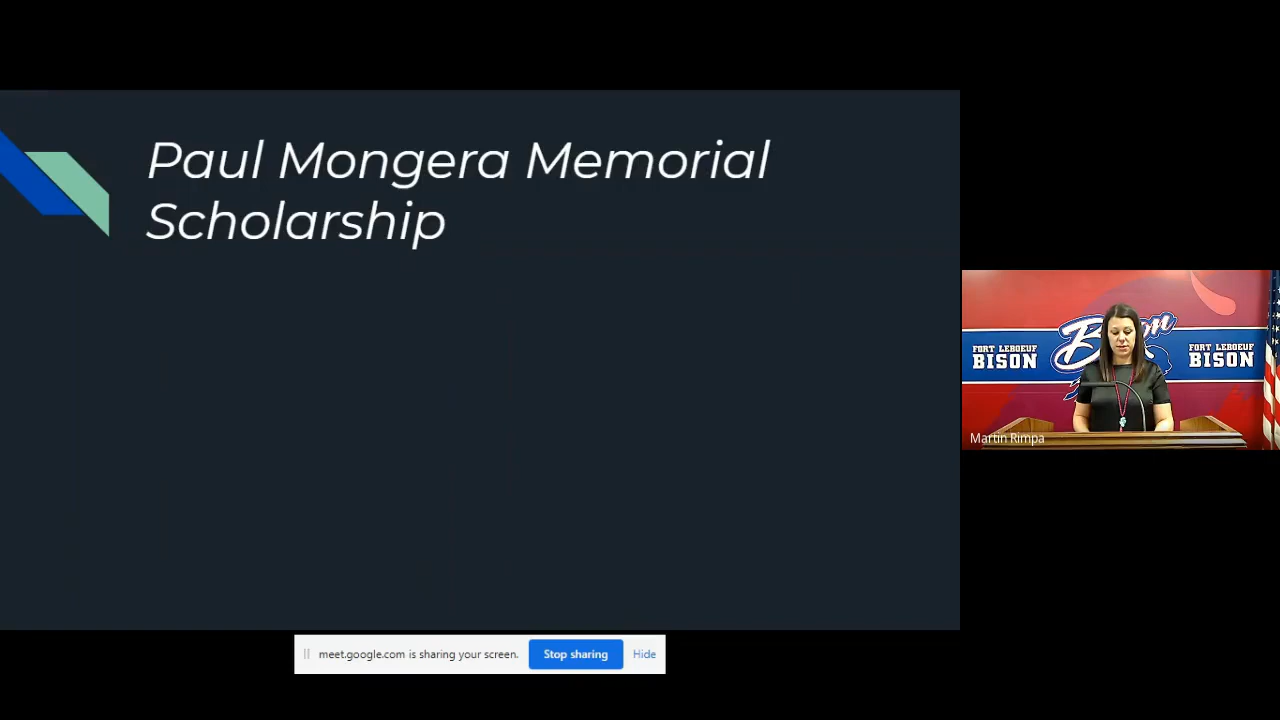 Paul Mongera Memorial
Scholarship
FORT LEBOEUF
BISON
FORT LEBOEUF
BISON
Martin Rimpa
meet.google.com is sharing your screen.
Stop sharing
Hide